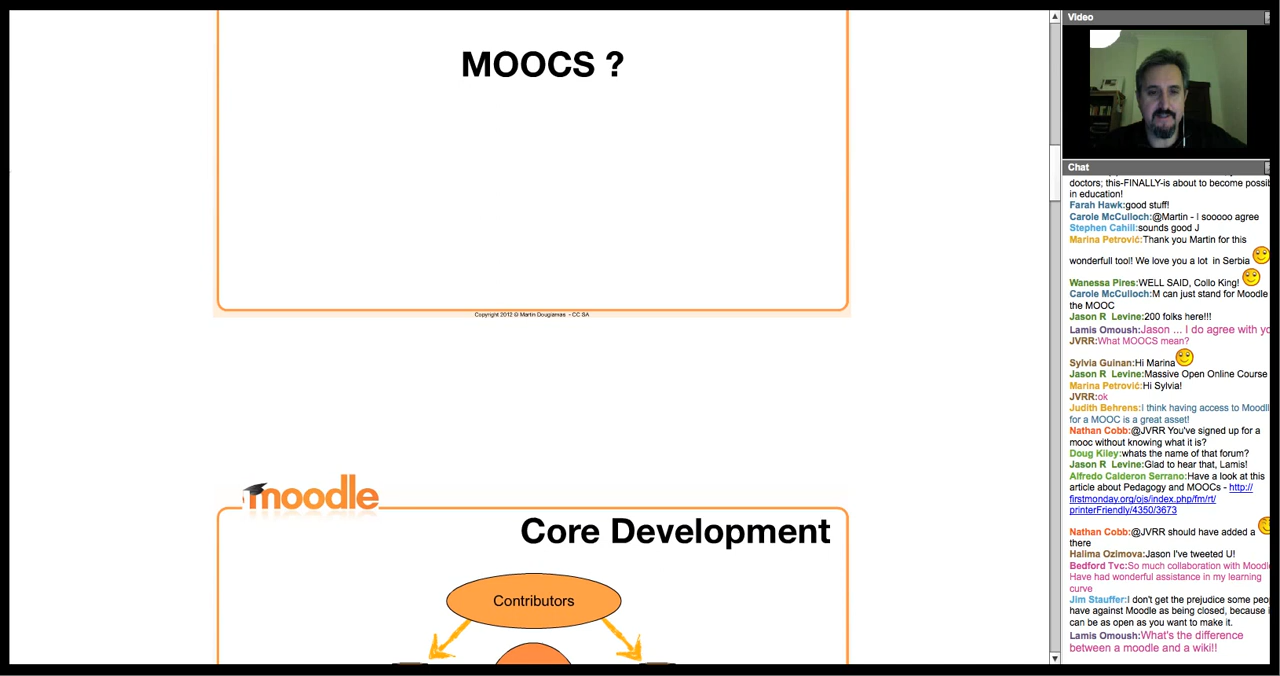 MOOCS ?
Copyright 2012 © Martin Dougiamas - CC SA
moodle
Core Development
Contributors
Video
Chat
doctors; this-FINALLY-is about to become possib
in education!
Farah Hawk:good stuff!
Carole McCulloch:@Martin - I sooooo agree
Stephen Cahill:sounds good J
Marina Petrović:Thank you Martin for this
wonderfull tool! We love you a lot in Serbia
Wanessa Pires:WELL SAID, Collo King!
Carole McCulloch:M can just stand for Moodle
the MOOC
Jason R Levine:200 folks here!!!
Lamis Omoush:Jason ... I do agree with yo
JVRR:What MOOCS mean?
Sylvia Guinan:Hi Marina
Jason R Levine:Massive Open Online Course
Marina Petrović:Hi Sylvia!
JVRR:ok
Judith Behrens:I think having access to Moodl
for a MOOC is a great asset!
Nathan Cobb:@JVRR You've signed up for a
mooc without knowing what it is?
Doug Kiley:whats the name of that forum?
Jason R Levine:Glad to hear that, Lamis!
Alfredo Calderon Serrano:Have a look at this
article about Pedagogy and MOOCs - http://
firstmonday.org/ojs/index.php/fm/rt/
printerFriendly/4350/3673
Nathan Cobb:@JVRR should have added a
there
Halima Ozimova:Jason I've tweeted U!
Bedford Tvc:So much collaboration with Moodl
Have had wonderful assistance in my learning
curve
Jim Stauffer:I don't get the prejudice some peo
have against Moodle as being closed, because i
can be as open as you want to make it.
Lamis Omoush:What's the difference
between a moodle and a wiki!!